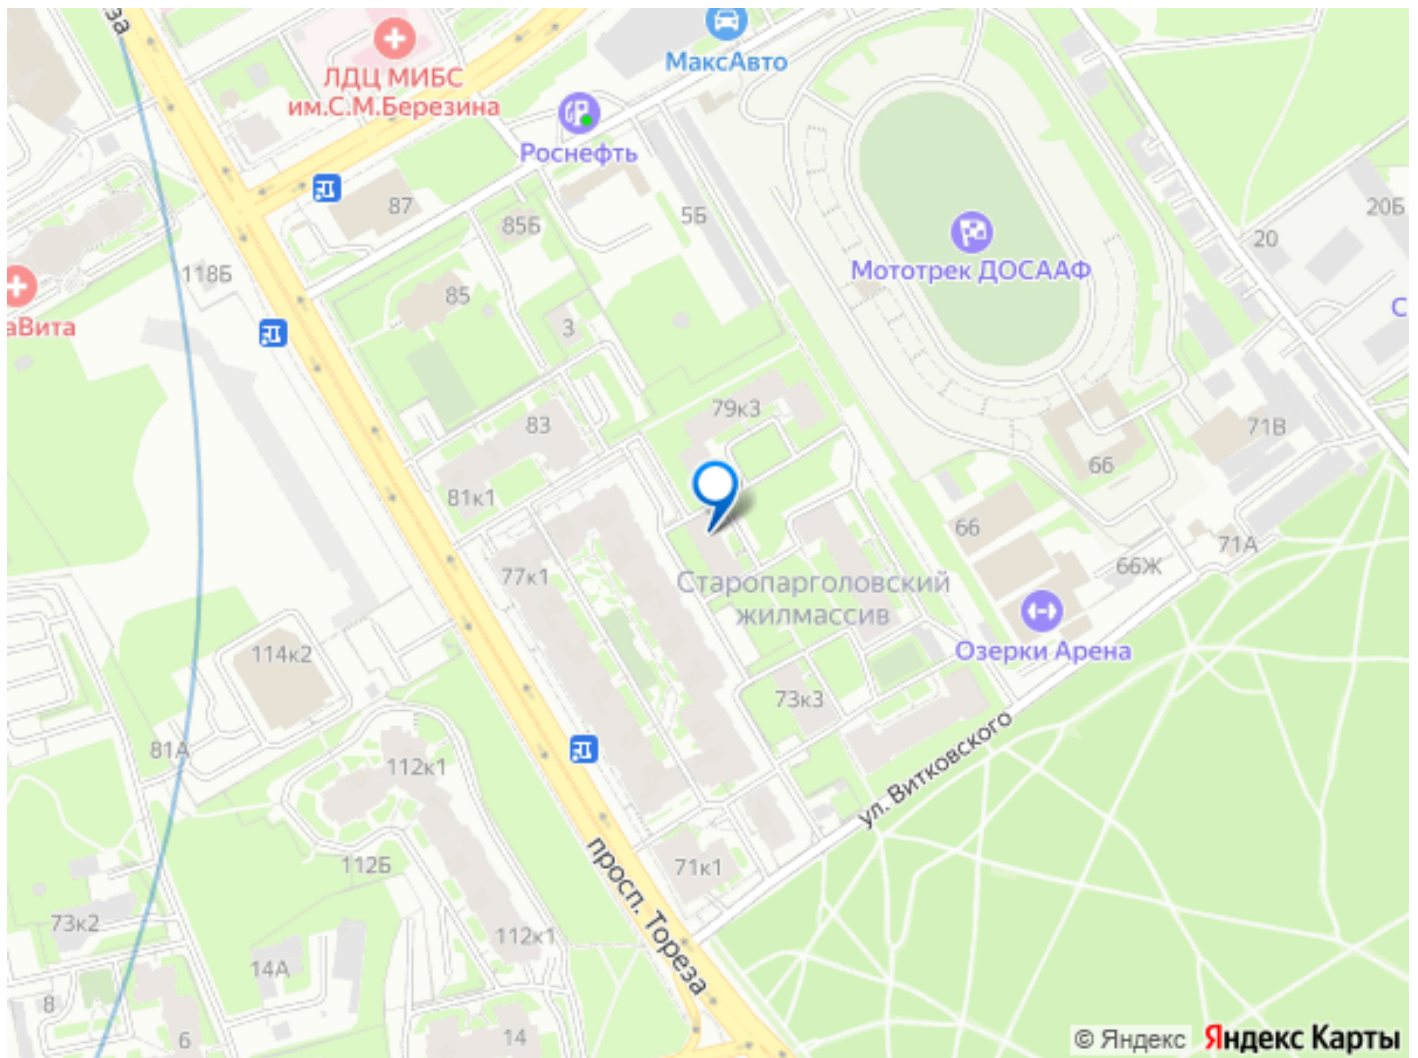 за
ЛДЦ МИБС
им.С.М.Березина
МаксАвто
Роснефть
87
85Б
5Б
20Б
20
118Б
85
3
Мототрек ДОСААФ
аВита
С
79к3
83
81к1
71В
66
66
71А
66Ж
77к1
Старопарголовский
жилмассив
Озерки Арена
114к2
73к3
81А
112к1
ул. Витковского
112Б
71к1
просп. Тореза
73к2
112к1
14А
8
6
14
© Яндекс
Яндекс Карты